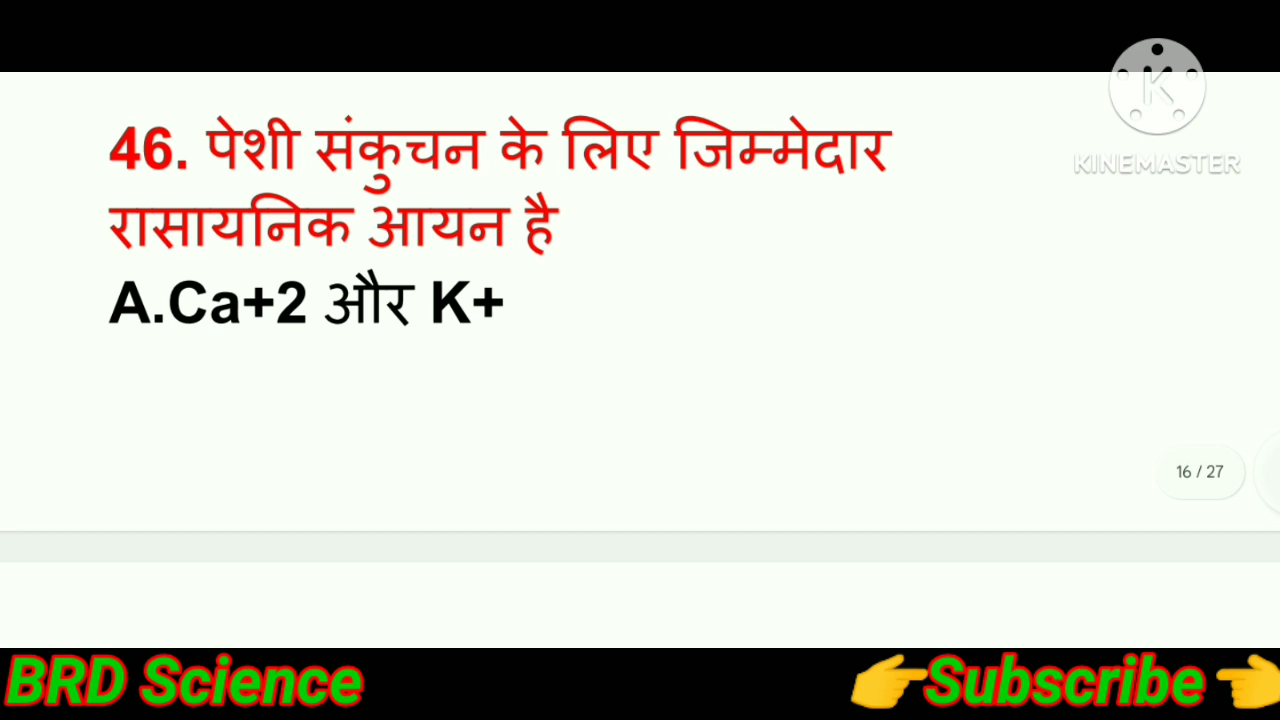 KINEMASTER
46. पेशी संकुचन के लिए जिम्मेदार
रासायनिक आयन है
A.Ca+2 और K+
16 / 27
BRD Science
Subscribe